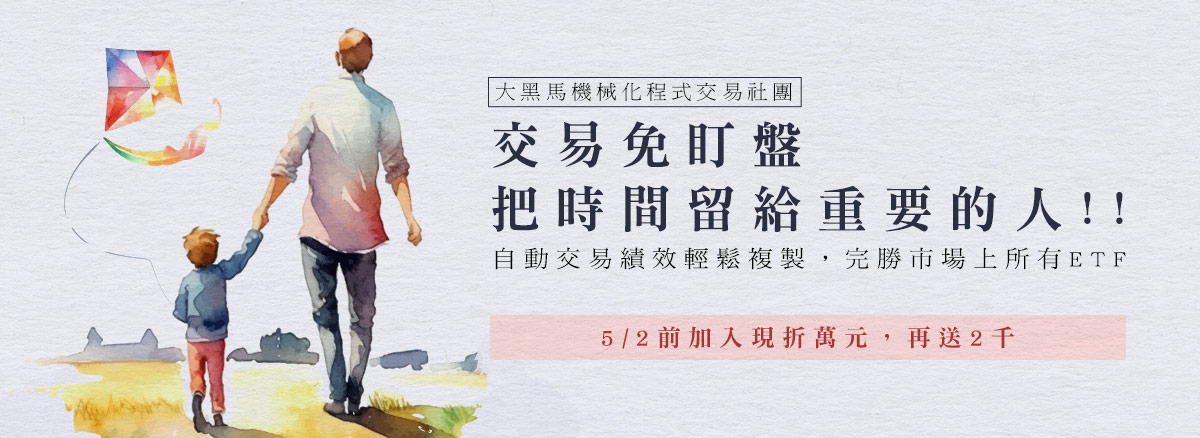 大黑馬機械化程式交易社團
交易免盯盤
把時間留給重要的人!!
自動交易績效輕鬆複製，完勝市場上所有ETF
5/2前加入現折萬元，再送2千